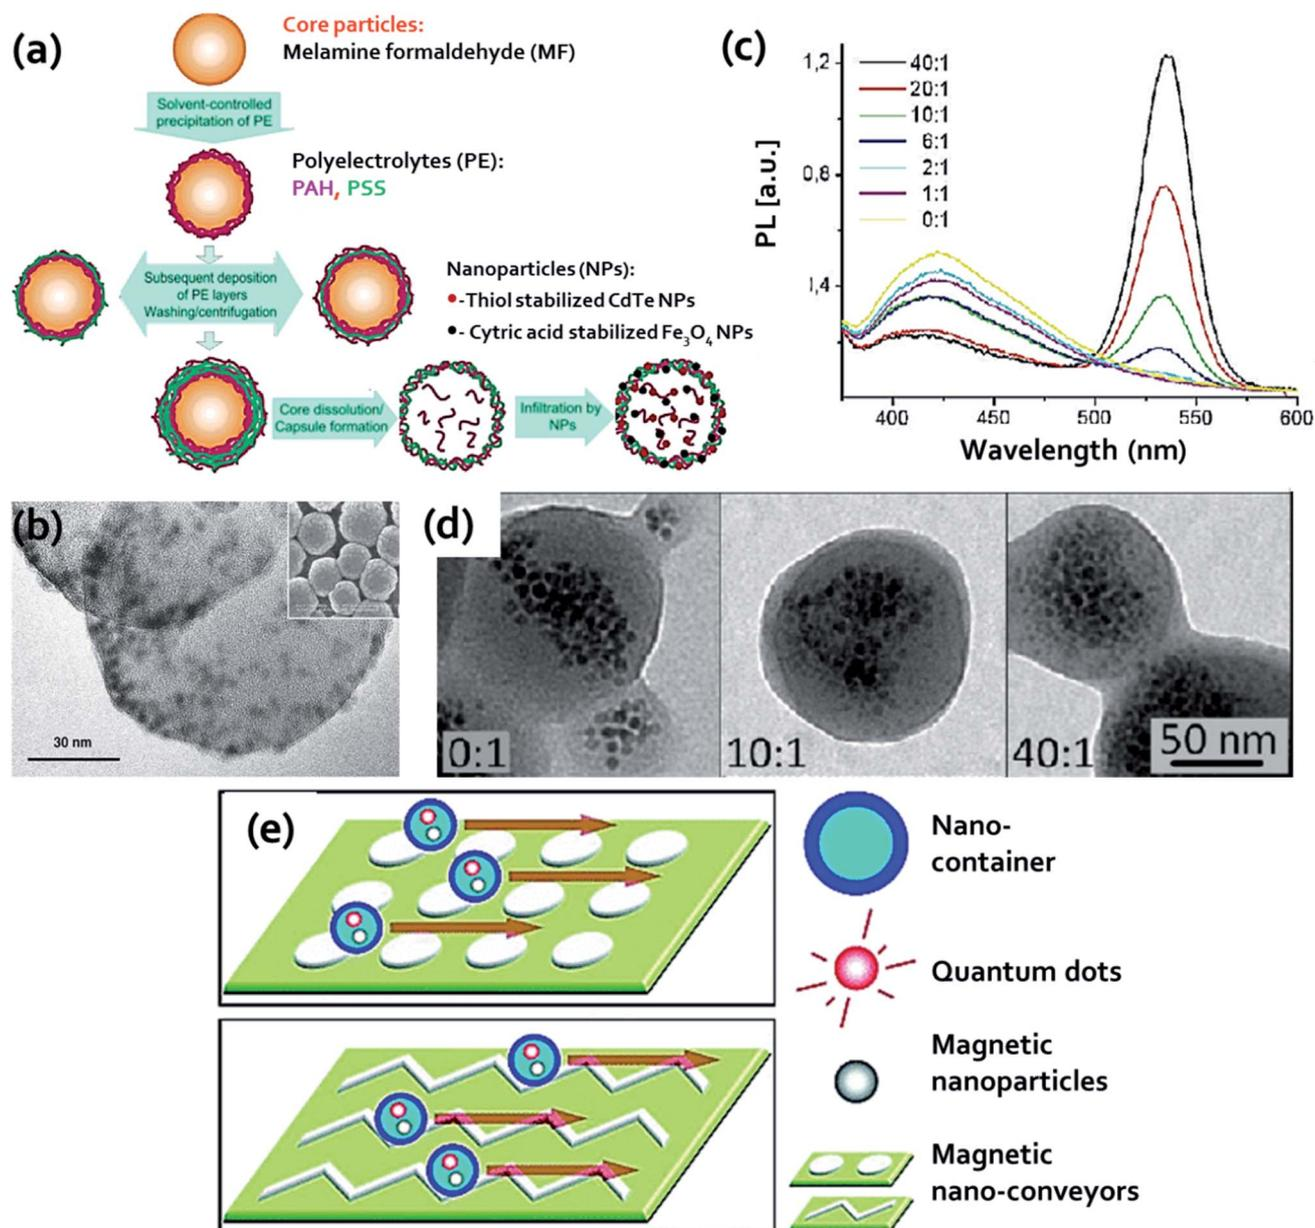 (a)
Core particles:
Melamine formaldehyde (MF)
Solvent-controlled
precipitation of PE
Polyelectrolytes (PE):
PAH, PSS
Subsequent deposition
of PE layers
Washing/centrifugation
Nanoparticles (NPs):
•-Thiol stabilized CdTe NPs
•- Cytric acid stabilized Fe3O4 NPs
Core dissolution/
Capsule formation
Infiltration by
NPs
(c)
1,2
0,8
1,4
PL [a.u.]
40:1
20:1
10:1
6:1
2:1
1:1
0:1
400
450
500
550
600
Wavelength (nm)
(b)
30 nm
(d)
0:1
10:1
40:1
50 nm
(e)
Nano-
container
Quantum dots
Magnetic
nanoparticles
Magnetic
nano-conveyors